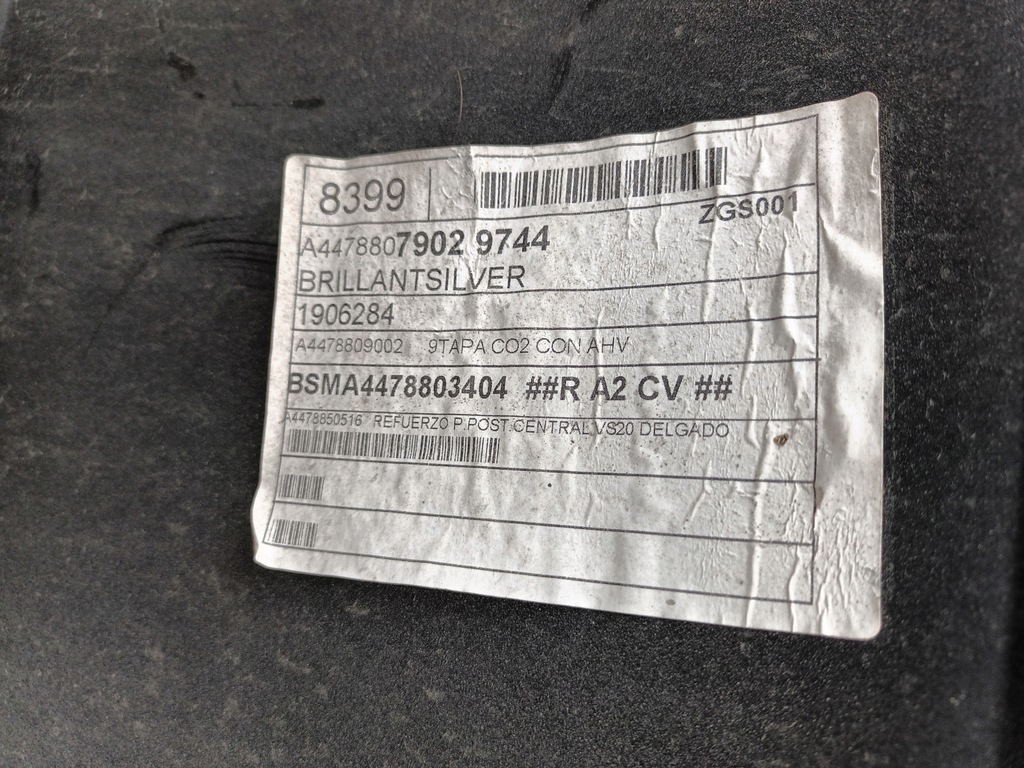 8399
ZGS001
A4478807902 9744
BRILLANTSILVER
1906284
A4478809002 9TAPA CO2 CON AHV
BSMA4478803404 ##R A2 CV ##
A4478850516 REFUERZO P.POST.CENTRAL VS20 DELGADO